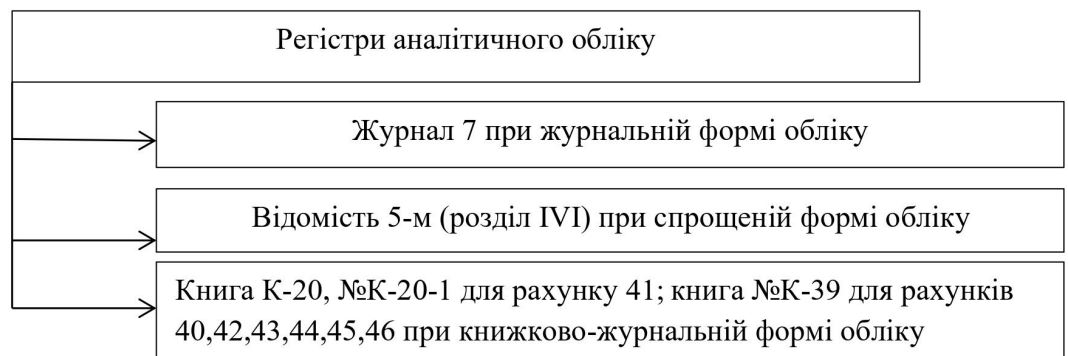 Регістри аналітичного обліку
Журнал 7 при журнальній формі обліку
Відомість 5-м (розділ IVІ) при спрощеній формі обліку
Книга К-20, №К-20-1 для рахунку 41; книга №К-39 для рахунків
40,42,43,44,45,46 при книжково-журнальній формі обліку